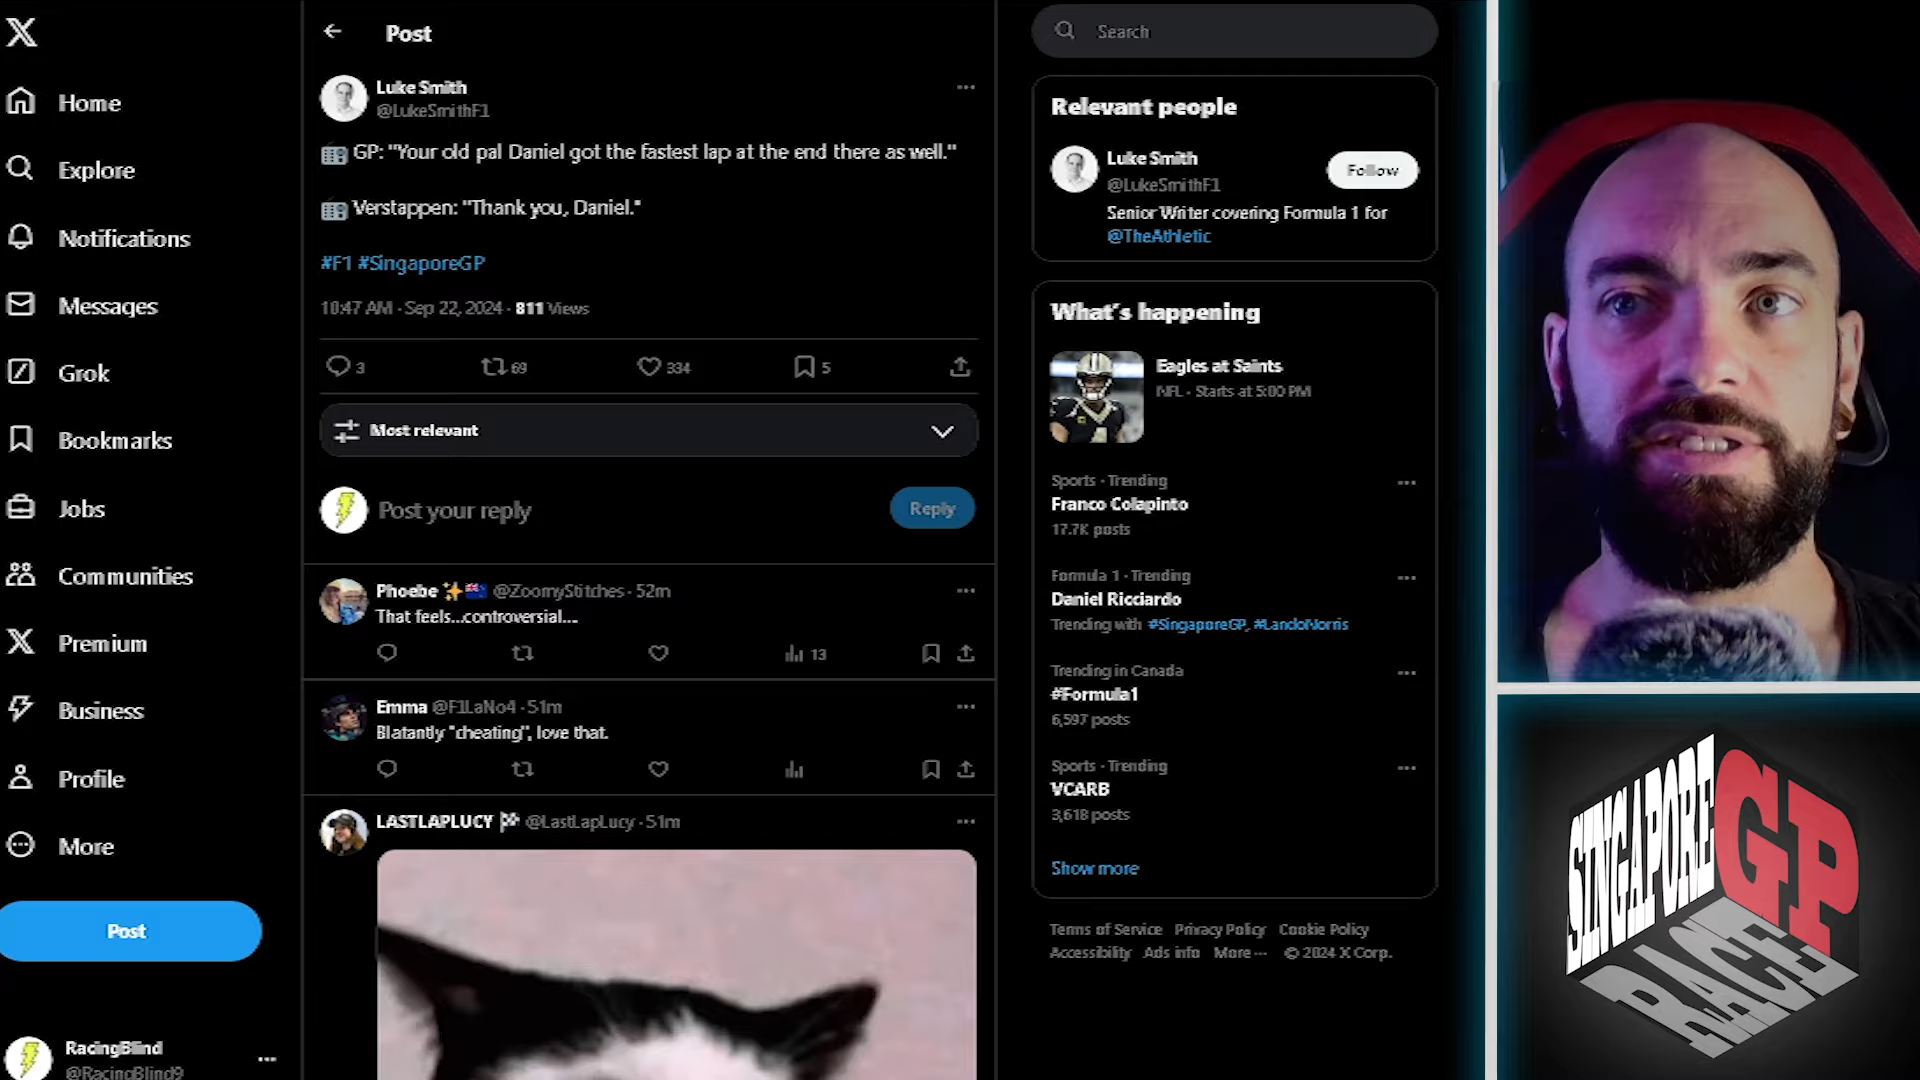 Home
Explore
Notifications
Messages
Grok
Bookmarks
Jobs
Communities
Premium
Business
Profile
More
Post
RacingBlind
@RacingBlind9
Post
Luke Smith
@LukeSmithF1
GP: "Your old pal Daniel got the fastest lap at the end there as well."
Verstappen: "Thank you, Daniel."
#F1 #SingaporeGP
10:47 AM · Sep 22, 2024 · 811 Views
3 69 334 5
Most relevant
Post your reply
Reply
Phoebe @ZoomyStitches · 52m
That feels...controversial....
13
Emma @F1LaNo4 · 51m
Blatantly "cheating", love that.
LASTLAPLUCY @LastLapLucy · 51m
Search
Relevant people
Luke Smith
@LukeSmithF1
Follow
Senior Writer covering Formula 1 for
@TheAthletic
What's happening
Eagles at Saints
NFL · Starts at 5:00 PM
Sports · Trending
Franco Colapinto
17.7K posts
Formula 1 · Trending
Daniel Ricciardo
Trending with #SingaporeGP, #LandoNorris
Trending in Canada
#Formula1
6,597 posts
Sports · Trending
VCARB
3,618 posts
Show more
Terms of Service Privacy Policy Cookie Policy
Accessibility Ads info More ··· © 2024 X Corp.
SINGAPORE
GP
RACE